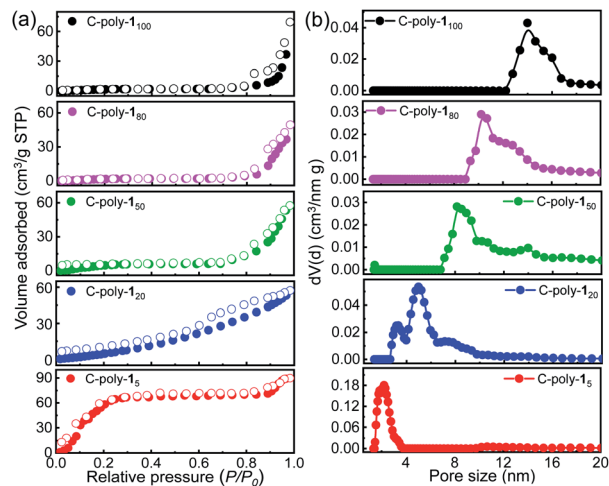 (a)
C-poly-1100
60
30
0
C-poly-180
60
30
0
C-poly-150
60
30
0
C-poly-120
60
30
0
C-poly-15
90
60
30
0
0.0 0.2 0.4 0.6 0.8 1.0
Relative pressure (P/P0)
Volume adsorbed (cm3/g STP)
(b)
C-poly-1100
0.04
0.02
0.00
C-poly-180
0.03
0.02
0.01
0.00
C-poly-150
0.03
0.02
0.01
0.00
C-poly-120
0.04
0.02
0.00
C-poly-15
0.18
0.12
0.06
0.00
4 8 12 16 20
Pore size (nm)
dV(d) (cm3/nm g)